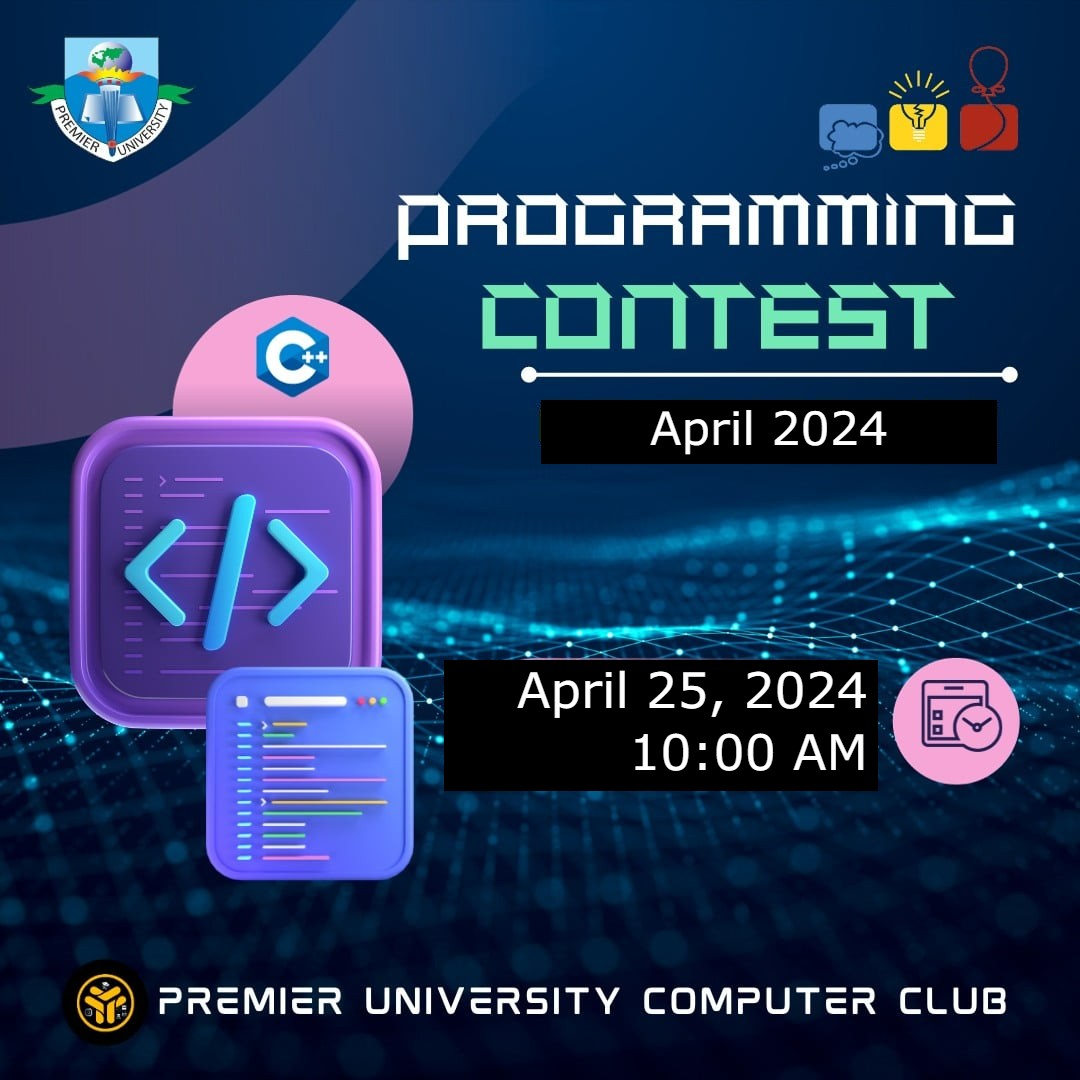 PREMIER UNIVERSITY
PROGRAMMING
CONTEST
C++
April 2024
</>
April 25, 2024
10:00 AM
PREMIER UNIVERSITY COMPUTER CLUB